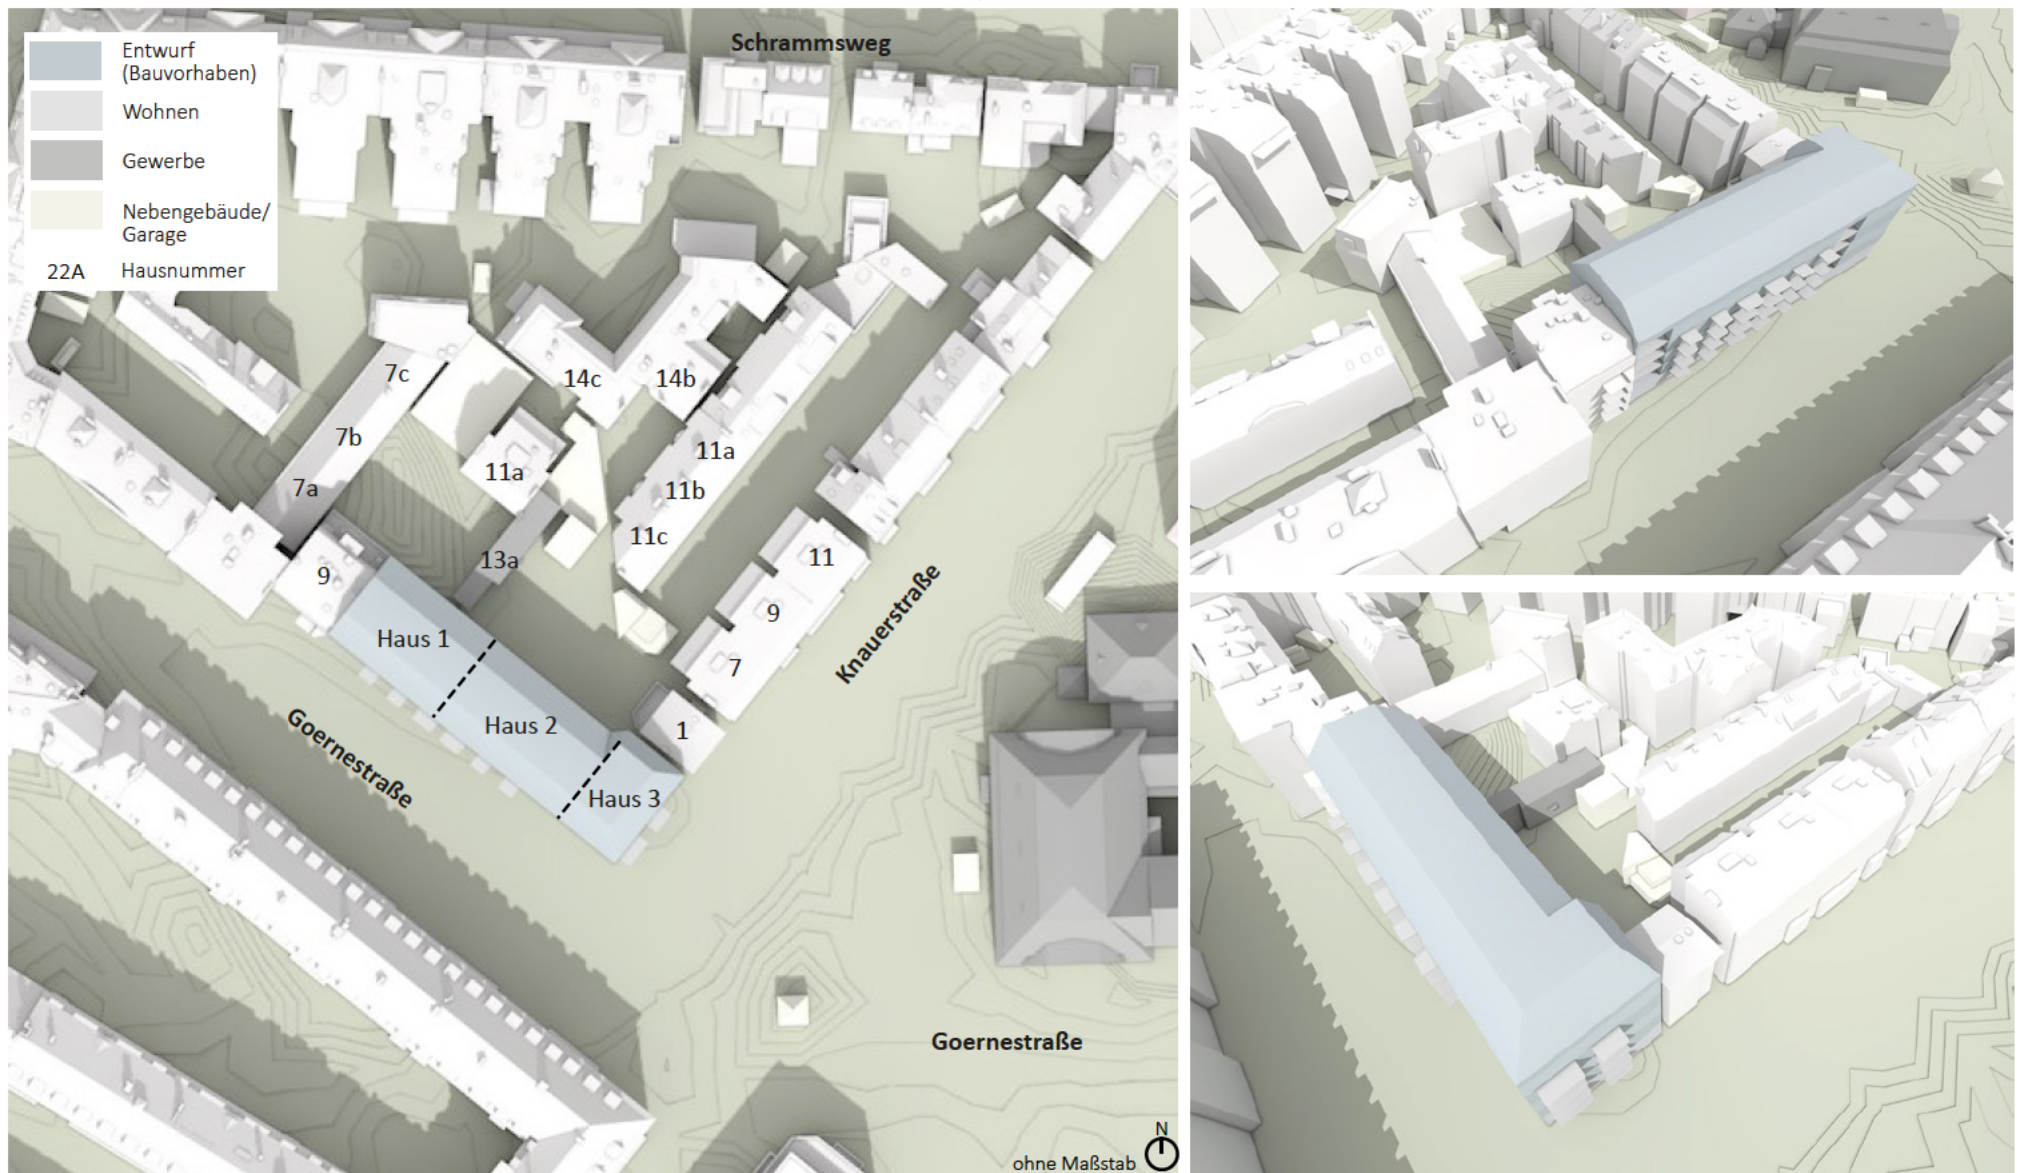 Entwurf
(Bauvorhaben)
Wohnen
Gewerbe
Nebengebäude/
Garage
22A Hausnummer
Schrammsweg
7c
14c
14b
7b
11a
11a
7a
11b
11c
13a
11
9
9
Haus 1
7
Knauerstraße
Haus 2
1
Goernestraße
Haus 3
Goernestraße
N
ohne Maßstab